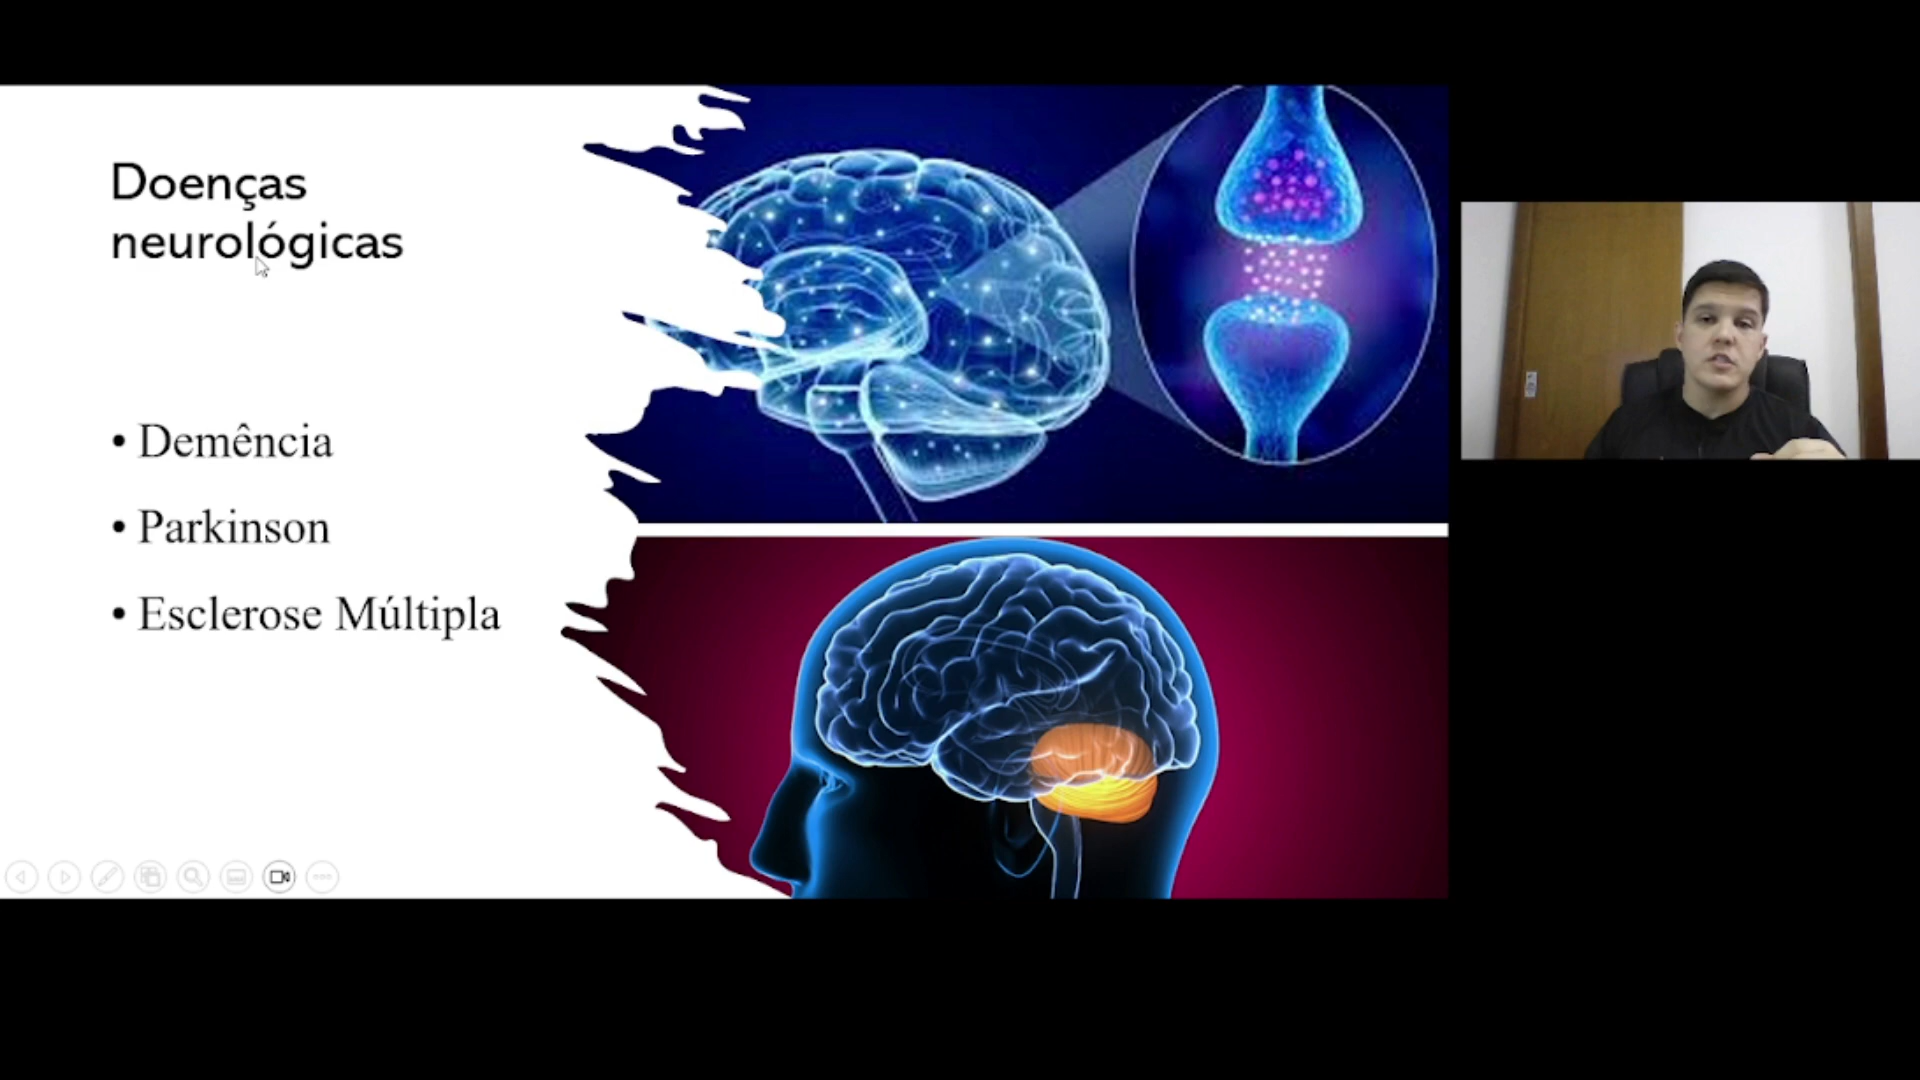 Doenças
neurológicas
• Demência
• Parkinson
• Esclerose Múltipla